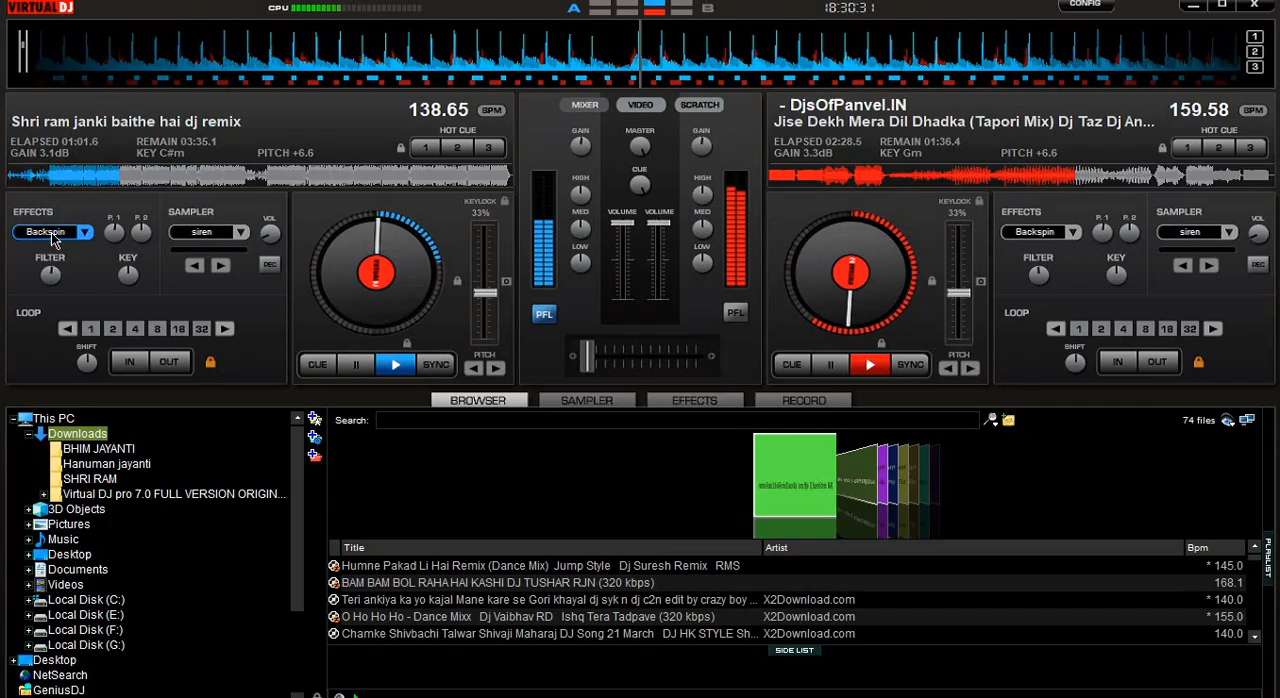 VIRTUAL DJ
CPU
A
B
18:30:31
CONFIG
1
2
3
138.65 BPM
Shri ram janki baithe hai dj remix
ELAPSED 01:01.6 REMAIN 03:35.1
GAIN 3.1dB KEY C#m PITCH +6.6
HOT CUE
1 2 3
MIXER VIDEO SCRATCH
GAIN MASTER GAIN
CUE
HIGH HIGH
MED VOLUME VOLUME MED
LOW LOW
PFL PFL
- DjsOfPanvel.IN
159.58 BPM
Jise Dekh Mera Dil Dhadka (Tapori Mix) Dj Taz Dj An...
ELAPSED 02:28.5 REMAIN 01:36.4
GAIN 3.3dB KEY Gm PITCH +6.6
HOT CUE
1 2 3
EFFECTS P. 1 P. 2 SAMPLER VOL
Backspin siren
FILTER KEY REC
LOOP
1 2 4 8 16 32
SHIFT IN OUT
KEYLOCK
33%
CUE II SYNC PITCH
KEYLOCK
33%
CUE II SYNC PITCH
EFFECTS P. 1 P. 2 SAMPLER VOL
Backspin siren
FILTER KEY REC
LOOP
1 2 4 8 16 32
SHIFT IN OUT
BROWSER SAMPLER EFFECTS RECORD
This PC
Downloads
BHIM JAYANTI
Hanuman jayanti
SHRI RAM
Virtual DJ pro 7.0 FULL VERSION ORIGIN...
3D Objects
Pictures
Music
Desktop
Documents
Videos
Local Disk (C:)
Local Disk (E:)
Local Disk (F:)
Local Disk (G:)
Desktop
NetSearch
GeniusDJ
Search: 74 files
Title Artist Bpm
Humne Pakad Li Hai Remix (Dance Mix) Jump Style Dj Suresh Remix RMS * 145.0
BAM BAM BOL RAHA HAI KASHI DJ TUSHAR RJN (320 kbps) 168.1
Teri ankiya ka yo kajal Mane kare se Gori khayal dj syk n dj c2n edit by crazy boy ... X2Download.com * 140.0
O Ho Ho Ho - Dance Mixx Dj Vaibhav RD Ishq Tera Tadpave (320 kbps) X2Download.com * 155.0
Chamke Shivbachi Talwar Shivaji Maharaj DJ Song 21 March DJ HK STYLE Sh... X2Download.com 140.0
SIDE LIST
PLAYLIST